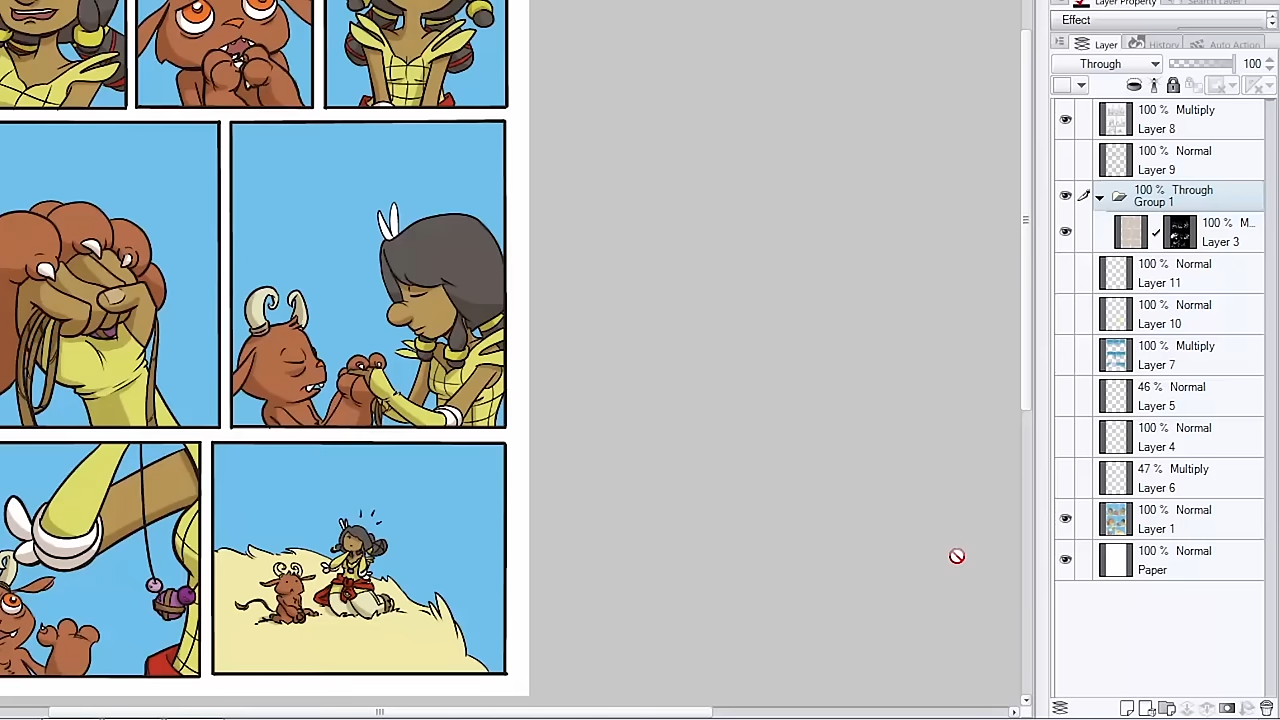 Layer Property
Search Layer
Effect
Layer
History
Auto Action
Through
100
100 % Multiply
Layer 8
100 % Normal
Layer 9
100 % Through
Group 1
100 % M...
Layer 3
100 % Normal
Layer 11
100 % Normal
Layer 10
100 % Multiply
Layer 7
46 % Normal
Layer 5
100 % Normal
Layer 4
47 % Multiply
Layer 6
100 % Normal
Layer 1
100 % Normal
Paper